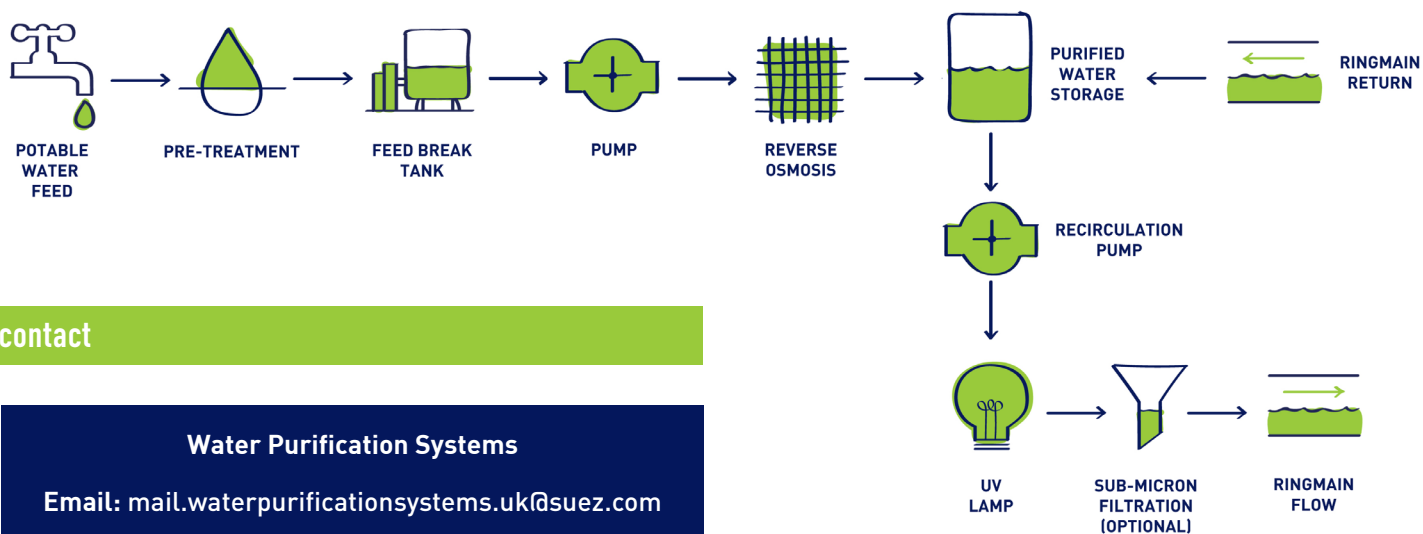 POTABLE
WATER
FEED
PRE-TREATMENT
FEED BREAK
TANK
PUMP
REVERSE
OSMOSIS
PURIFIED
WATER
STORAGE
RINGMAIN
RETURN
RECIRCULATION
PUMP
UV
LAMP
SUB-MICRON
FILTRATION
(OPTIONAL)
RINGMAIN
FLOW
contact
Water Purification Systems
Email: mail.waterpurificationsystems.uk@suez.com